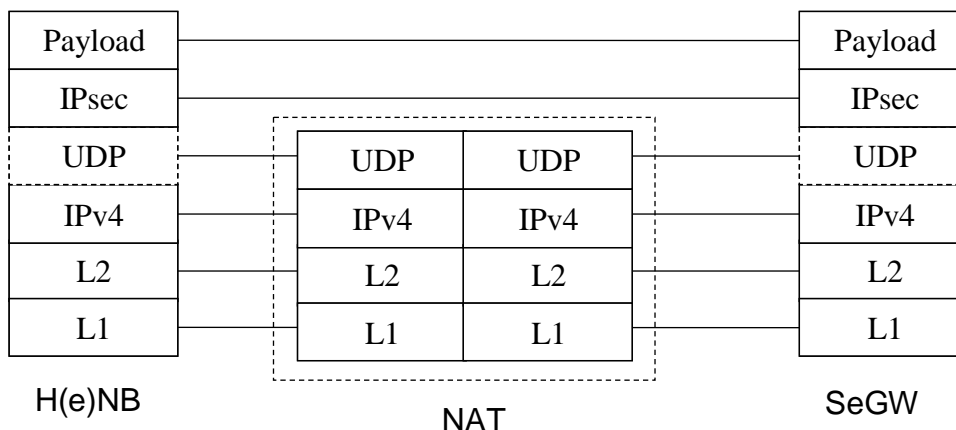 Payload Payload
IPsec IPsec
UDP UDP UDP UDP
IPv4 IPv4 IPv4 IPv4
L2 L2 L2 L2
L1 L1 L1 L1
H(e)NB NAT SeGW